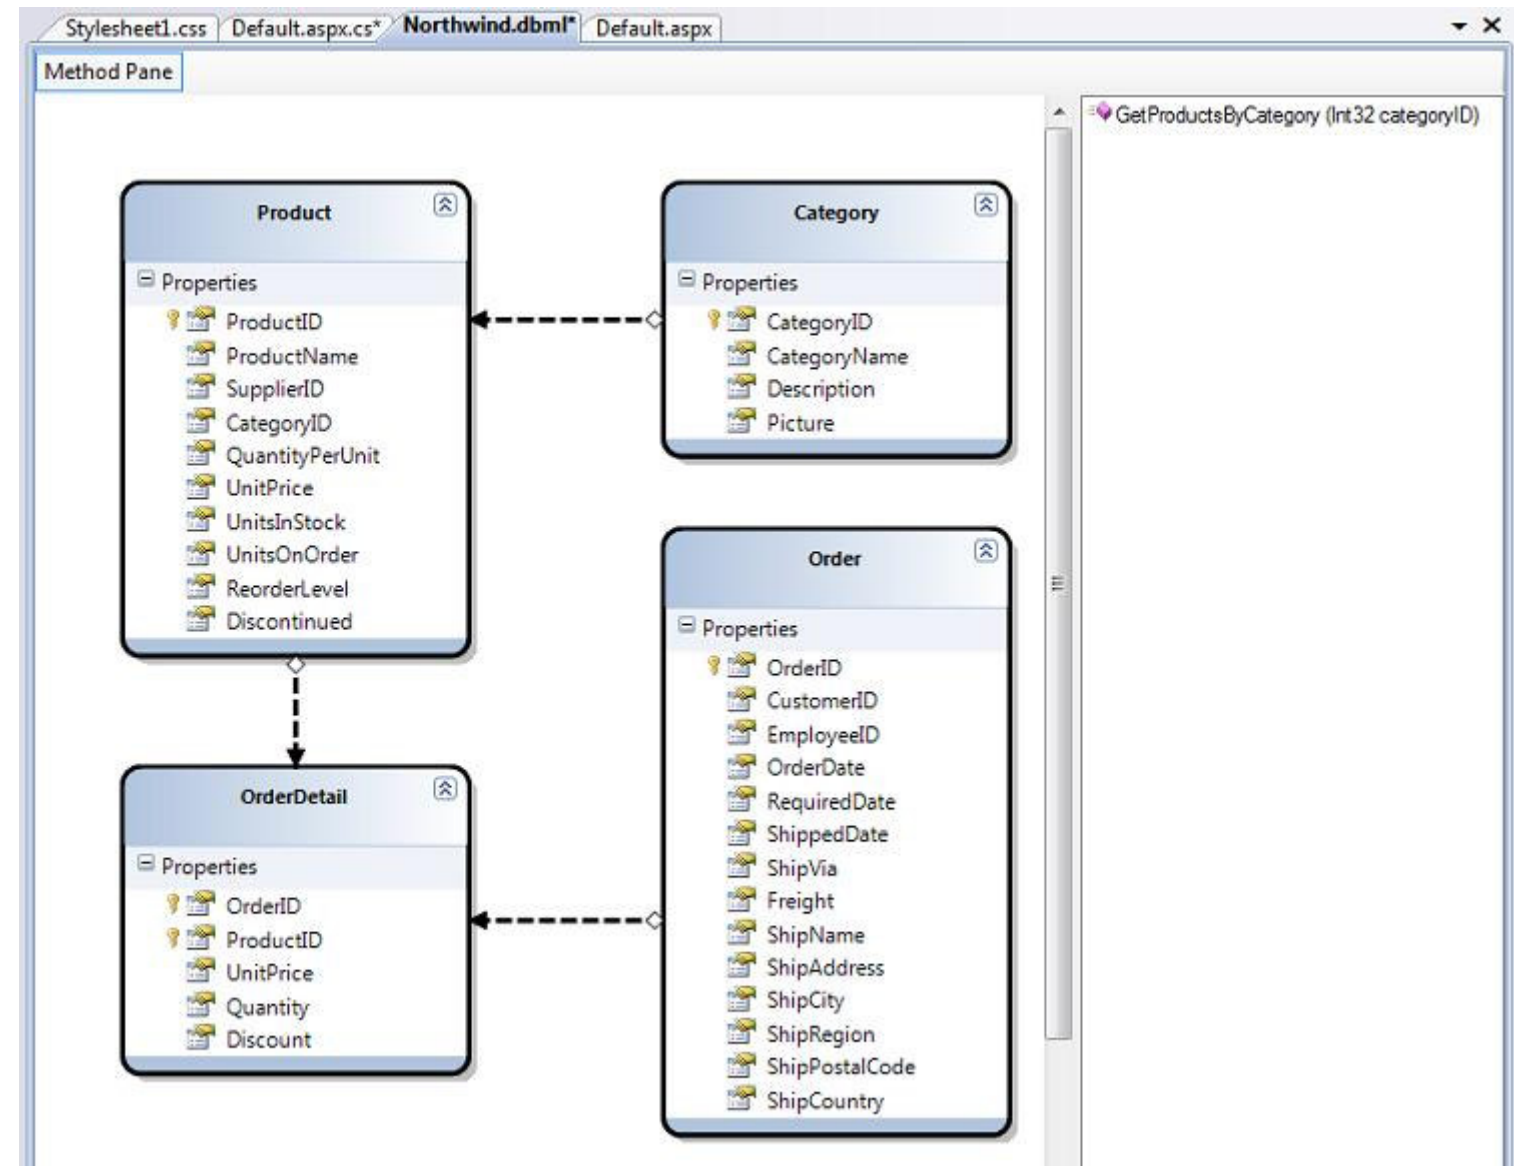 Stylesheet1.css Default.aspx.cs* Northwind.dbml* Default.aspx
Method Pane
GetProductsByCategory (Int32 categoryID)
Product
Properties
ProductID
ProductName
SupplierID
CategoryID
QuantityPerUnit
UnitPrice
UnitsInStock
UnitsOnOrder
ReorderLevel
Discontinued
Category
Properties
CategoryID
CategoryName
Description
Picture
OrderDetail
Properties
OrderID
ProductID
UnitPrice
Quantity
Discount
Order
Properties
OrderID
CustomerID
EmployeeID
OrderDate
RequiredDate
ShippedDate
ShipVia
Freight
ShipName
ShipAddress
ShipCity
ShipRegion
ShipPostalCode
ShipCountry